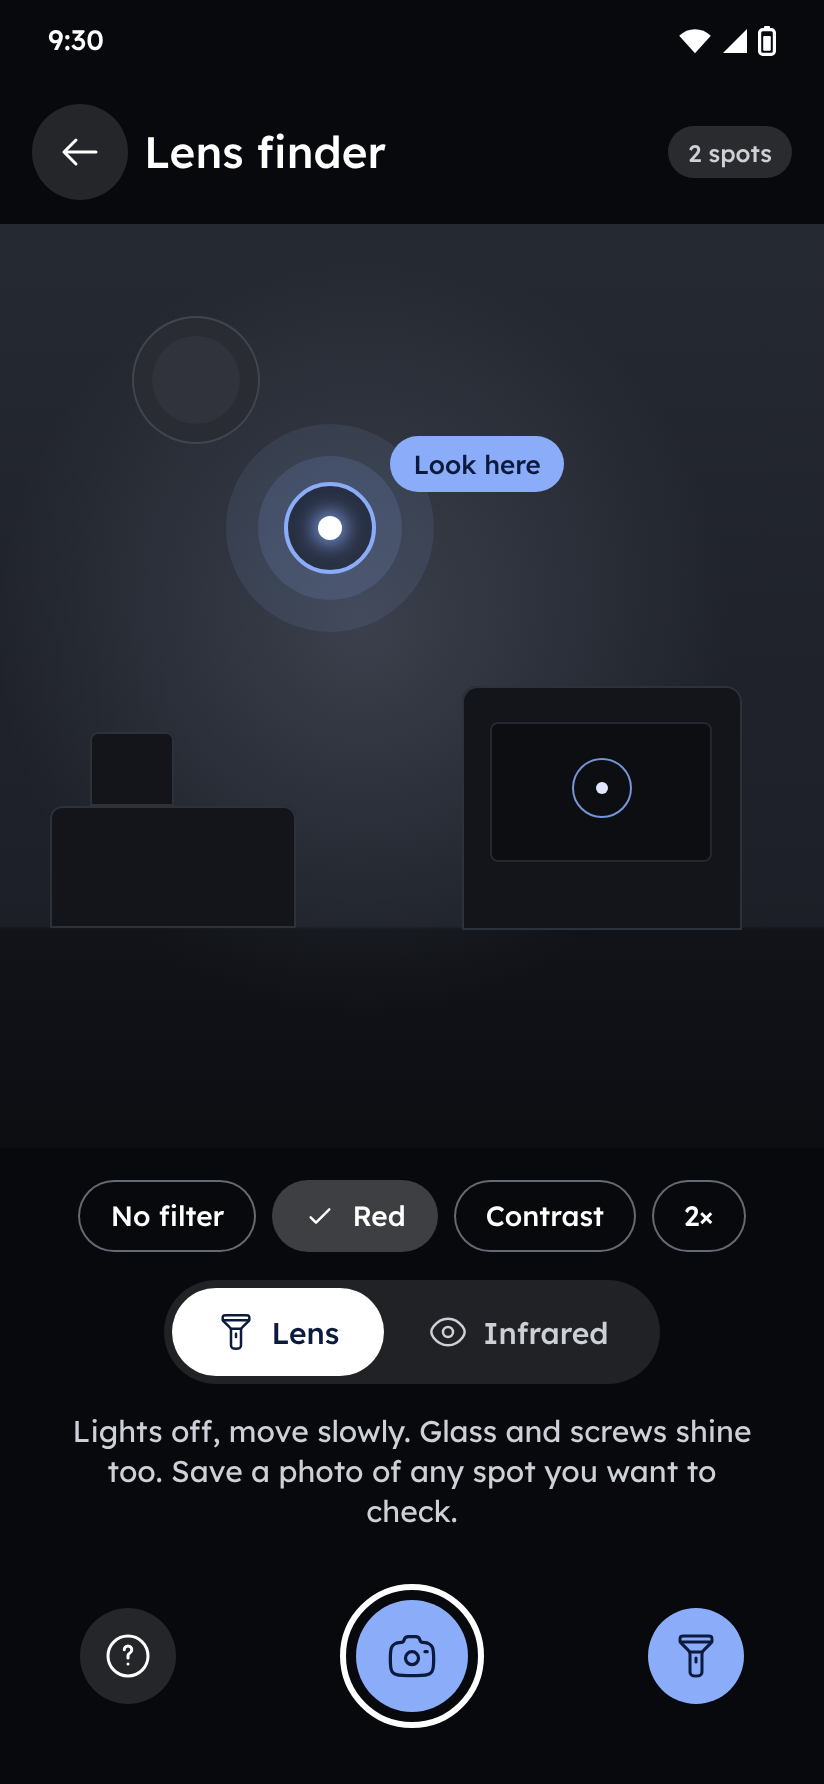 9:30
Lens finder
2 spots
Look here
No filter
Red
Contrast
2×
Lens
Infrared
Lights off, move slowly. Glass and screws shine
too. Save a photo of any spot you want to
check.